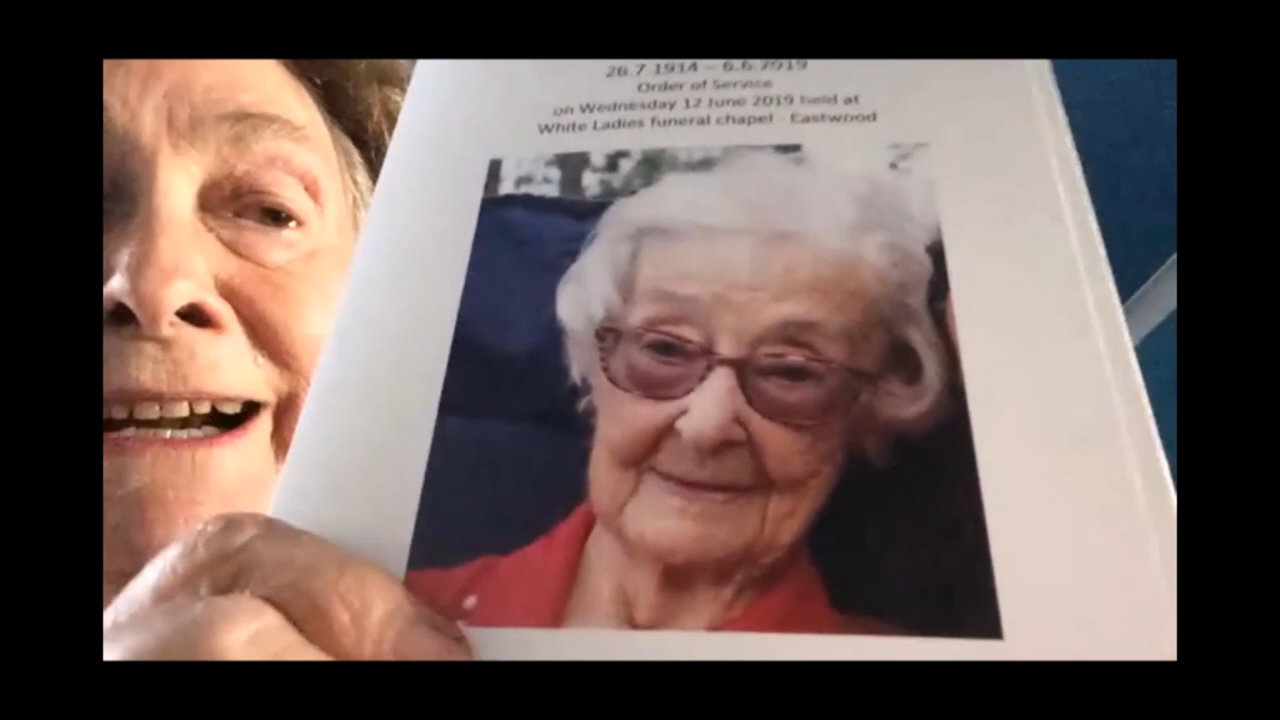 26.7 1914 – 6.6.2019
Order of Service
on Wednesday 12 June 2019 held at
White Ladies funeral chapel - Eastwood